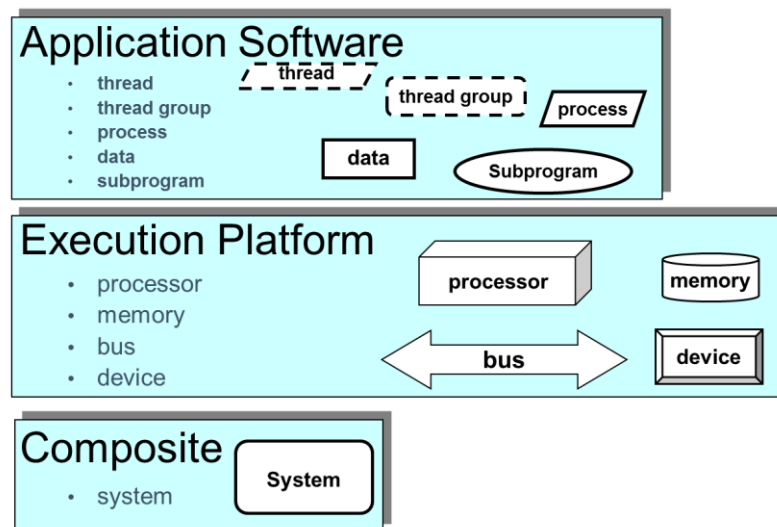 Application Software
• thread
• thread group
• process
• data
• subprogram
thread
thread group
process
data
Subprogram
Execution Platform
• processor
• memory
• bus
• device
processor
memory
bus
device
Composite
• system
System